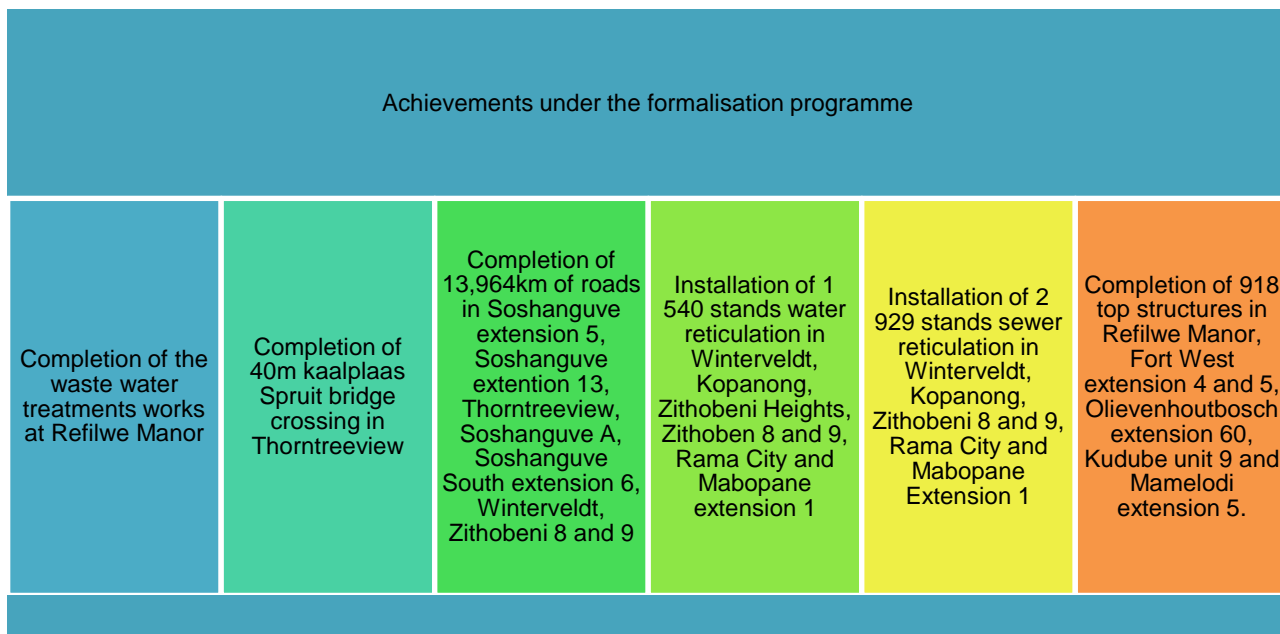 Achievements under the formalisation programme
Completion of the
waste water
treatments works
at Refilwe Manor
Completion of
40m kaalplaas
Spruit bridge
crossing in
Thorntreeview
Completion of
13,964km of roads
in Soshanguve
extension 5,
Soshanguve
extention 13,
Thorntreeview,
Soshanguve A,
Soshanguve
South extension 6,
Winterveldt,
Zithobeni 8 and 9
Installation of 1
540 stands water
reticulation in
Winterveldt,
Kopanong,
Zithobeni Heights,
Zithoben 8 and 9,
Rama City and
Mabopane
extension 1
Installation of 2
929 stands sewer
reticulation in
Winterveldt,
Kopanong,
Zithobeni 8 and 9,
Rama City and
Mabopane
Extension 1
Completion of 918
top structures in
Refilwe Manor,
Fort West
extension 4 and 5,
Olievenhoutbosch
extension 60,
Kudube unit 9 and
Mamelodi
extension 5.